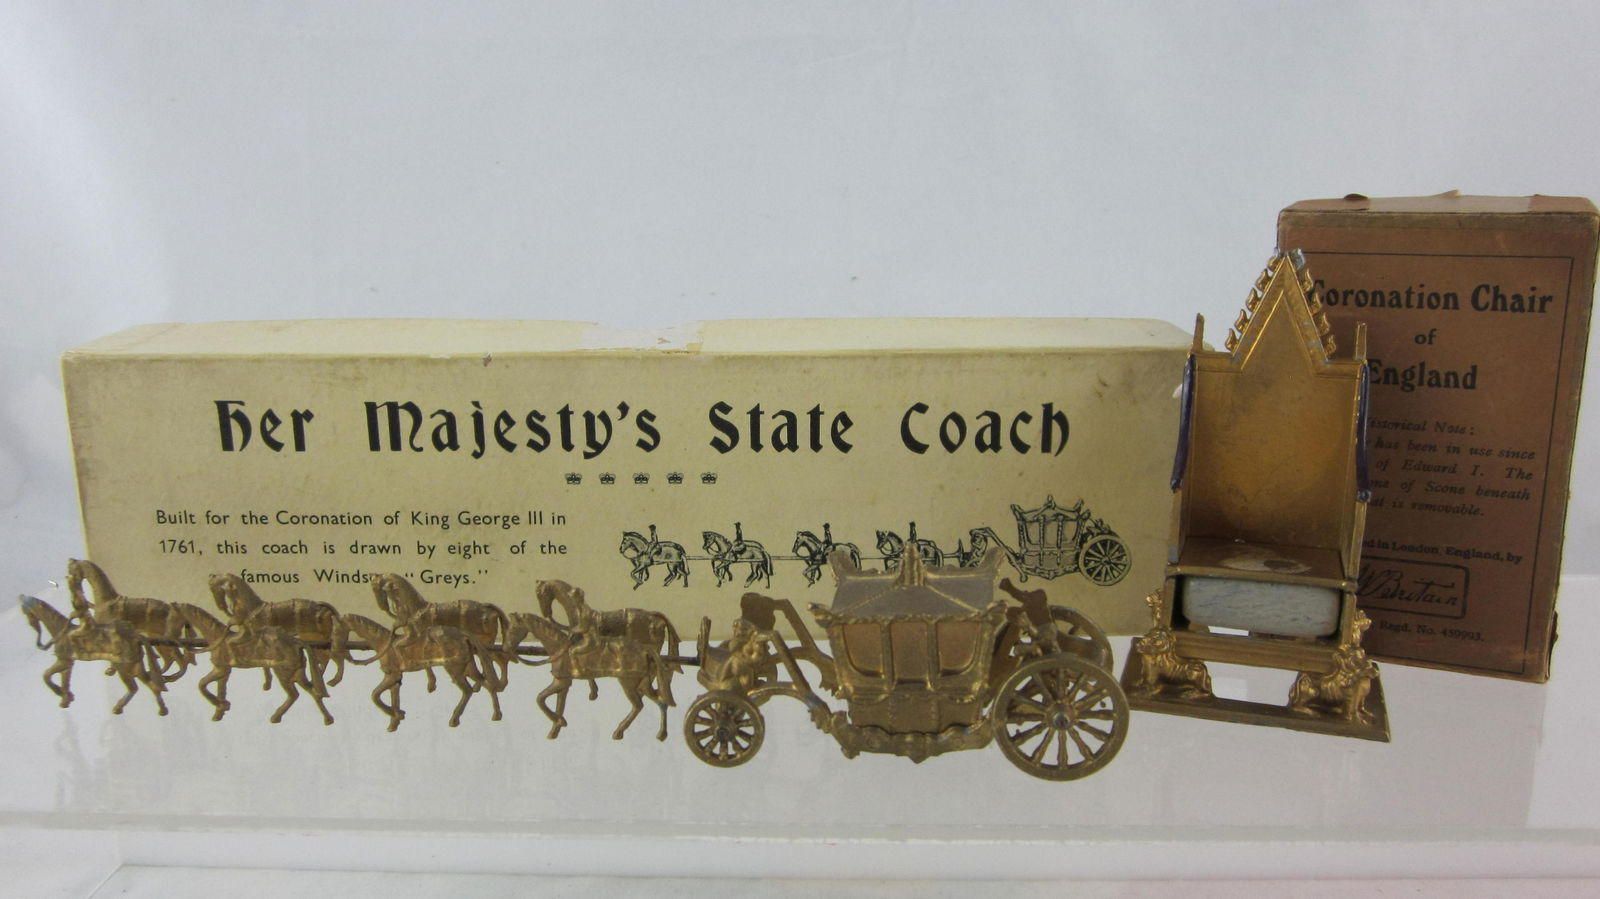 Her Majesty's State Coach
Built for the Coronation of King George III in
1761, this coach is drawn by eight of the
famous "Greys."
Coronation Chair
of
England
Note:
has been in use since
of Edward I. The
of Scone beneath
is removable.
in London, England, by
Britain
Regd. No. 459993.